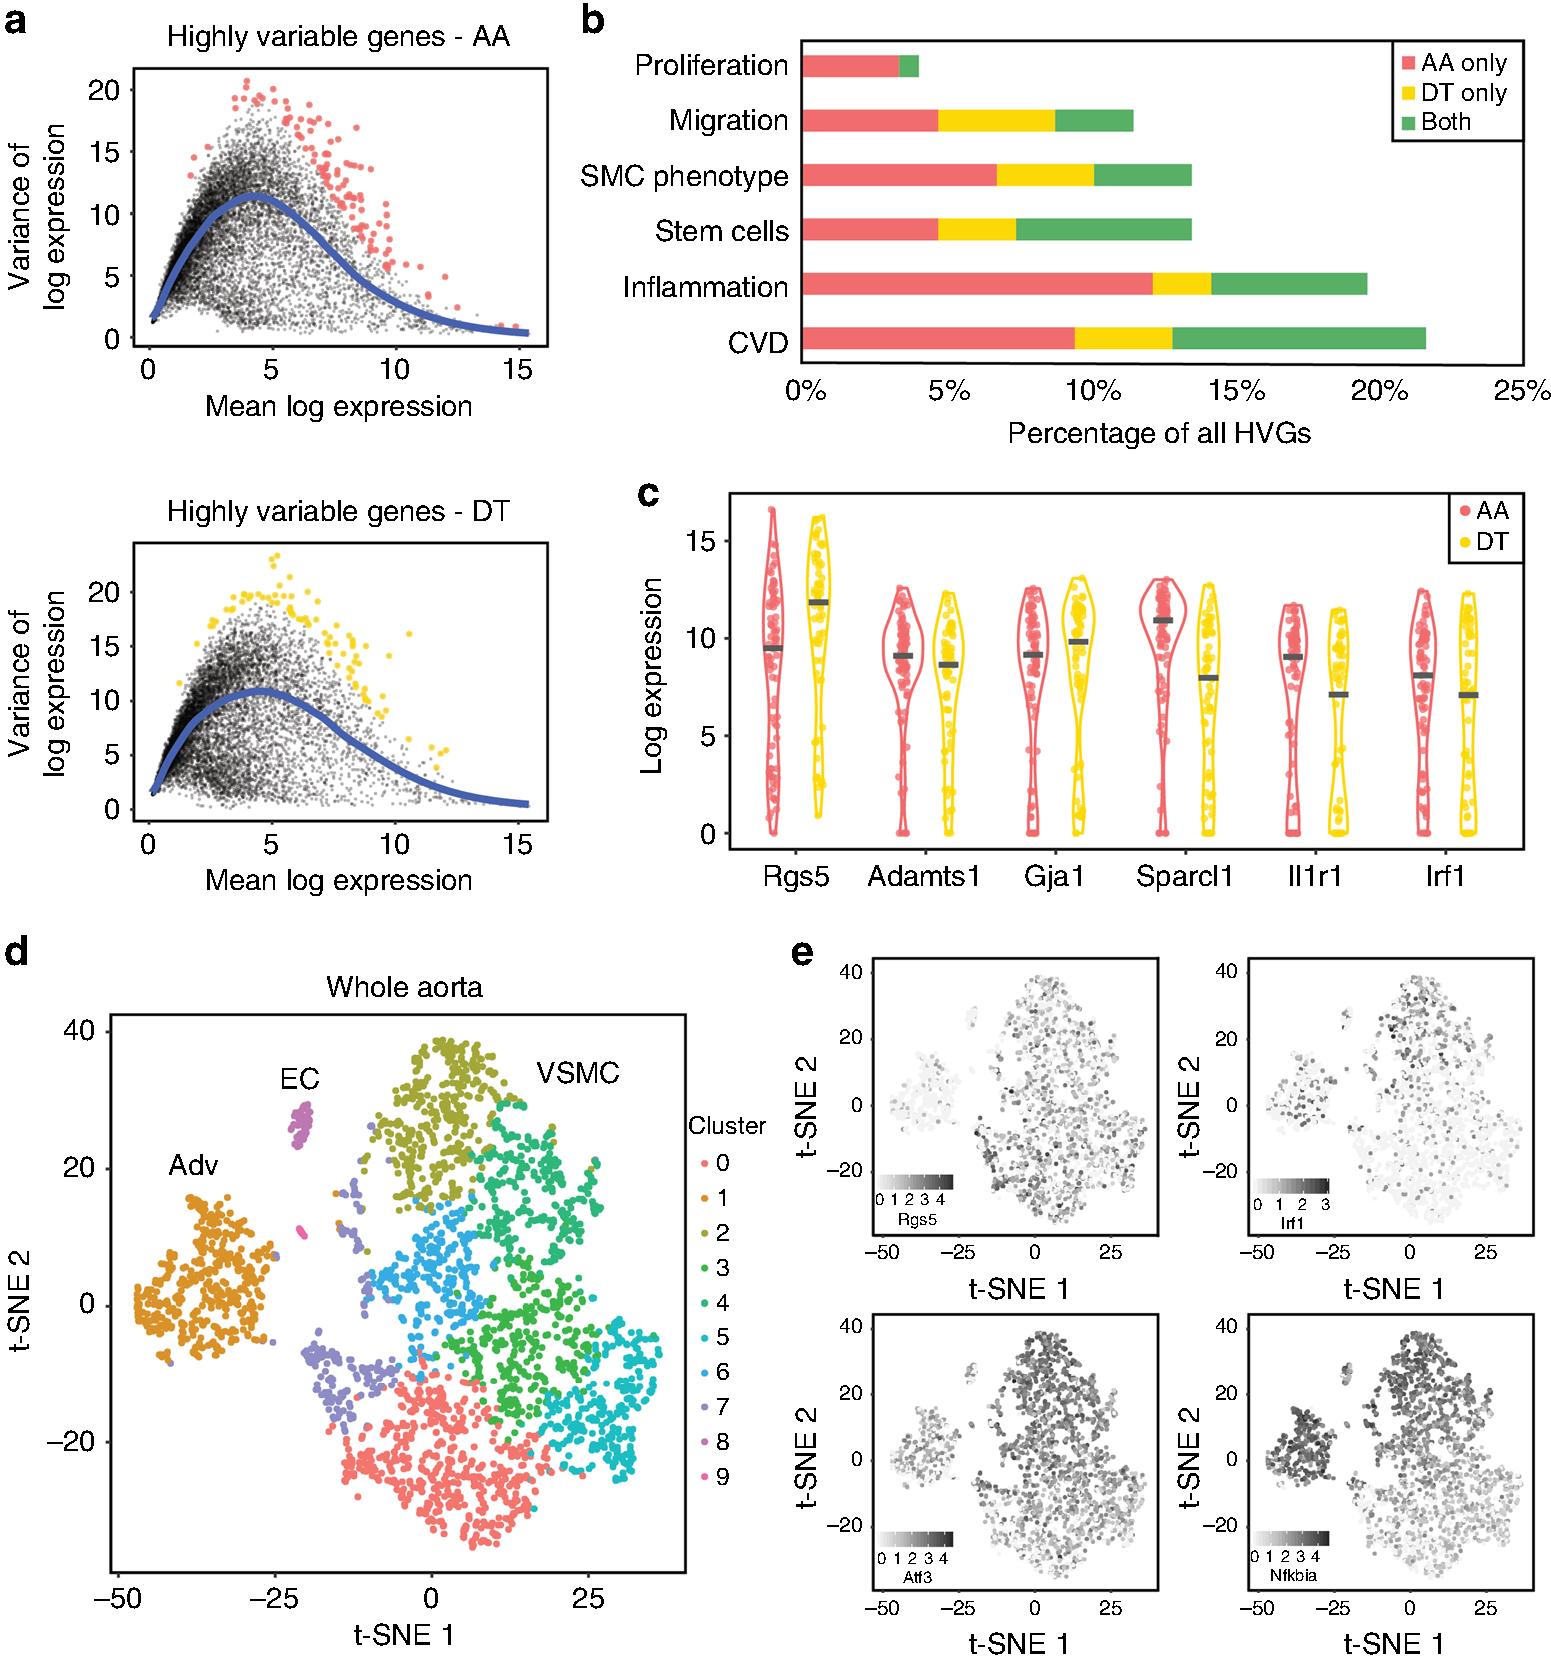 a
Highly variable genes - AA
Variance of
log expression
20
15
10
5
0
0 5 10 15
Mean log expression
Highly variable genes - DT
Variance of
log expression
20
15
10
5
0
0 5 10 15
Mean log expression
b
Proliferation
Migration
SMC phenotype
Stem cells
Inflammation
CVD
AA only
DT only
Both
0% 5% 10% 15% 20% 25%
Percentage of all HVGs
c
Log expression
15
10
5
0
AA
DT
Rgs5 Adamts1 Gja1 Sparcl1 Il1r1 Irf1
d
Whole aorta
t-SNE 2
40
20
0
−20
EC
VSMC
Adv
−50 −25 0 25
t-SNE 1
Cluster
0
1
2
3
4
5
6
7
8
9
e
t-SNE 2
40
20
0
−20
0 1 2 3 4
Rgs5
−50 −25 0 25
t-SNE 1
t-SNE 2
40
20
0
−20
0 1 2 3
Irf1
−50 −25 0 25
t-SNE 1
t-SNE 2
40
20
0
−20
0 1 2 3 4
Atf3
−50 −25 0 25
t-SNE 1
t-SNE 2
40
20
0
−20
0 1 2 3 4
Nfkbia
−50 −25 0 25
t-SNE 1